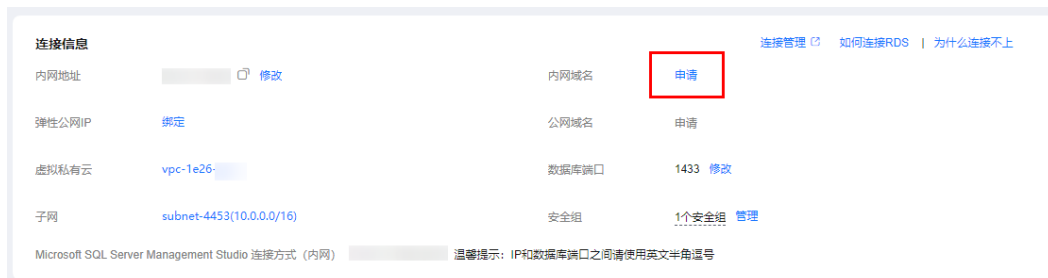 连接信息 连接管理 如何连接RDS | 为什么连接不上
内网地址 修改 内网域名 申请
弹性公网IP 绑定 公网域名 申请
虚拟私有云 vpc-1e26- 数据库端口 1433 修改
子网 subnet-4453(10.0.0.0/16) 安全组 1个安全组 管理
Microsoft SQL Server Management Studio 连接方式（内网） 温馨提示：IP和数据库端口之间请使用英文半角逗号